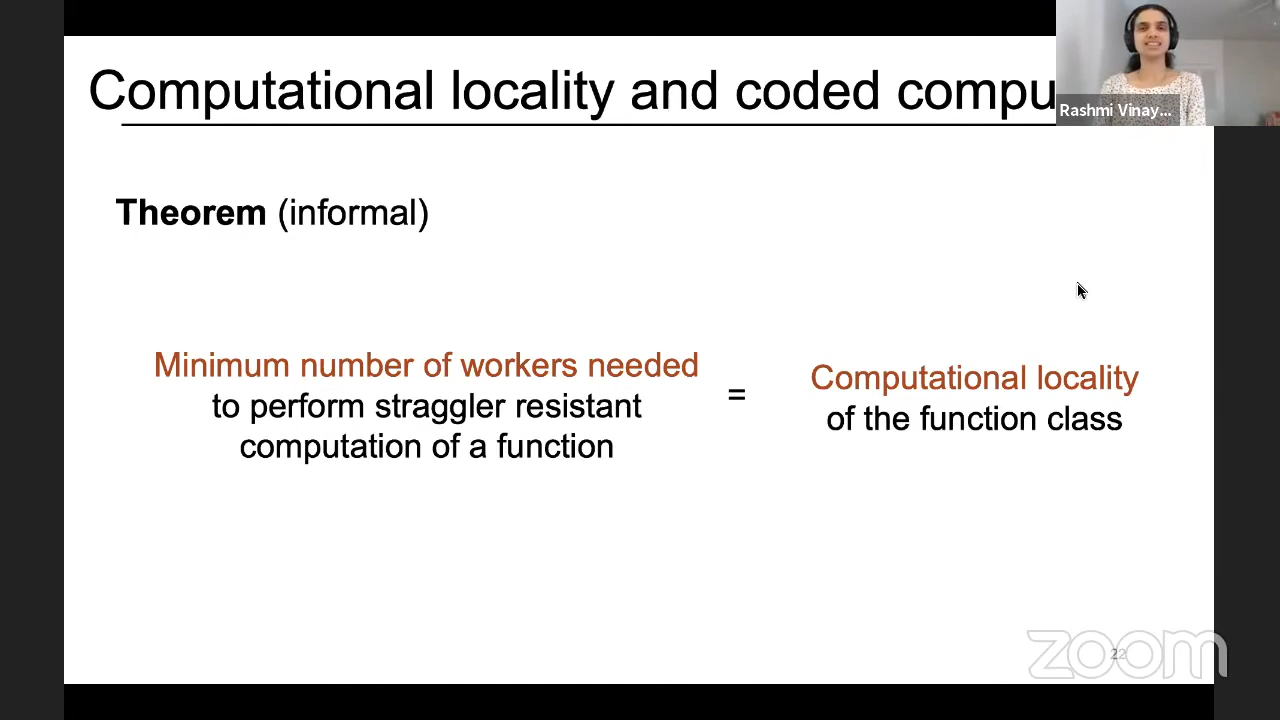 Computational locality and coded compu
Rashmi Vinay...
Theorem (informal)
Minimum number of workers needed
to perform straggler resistant
computation of a function
=
Computational locality
of the function class
22
zoom